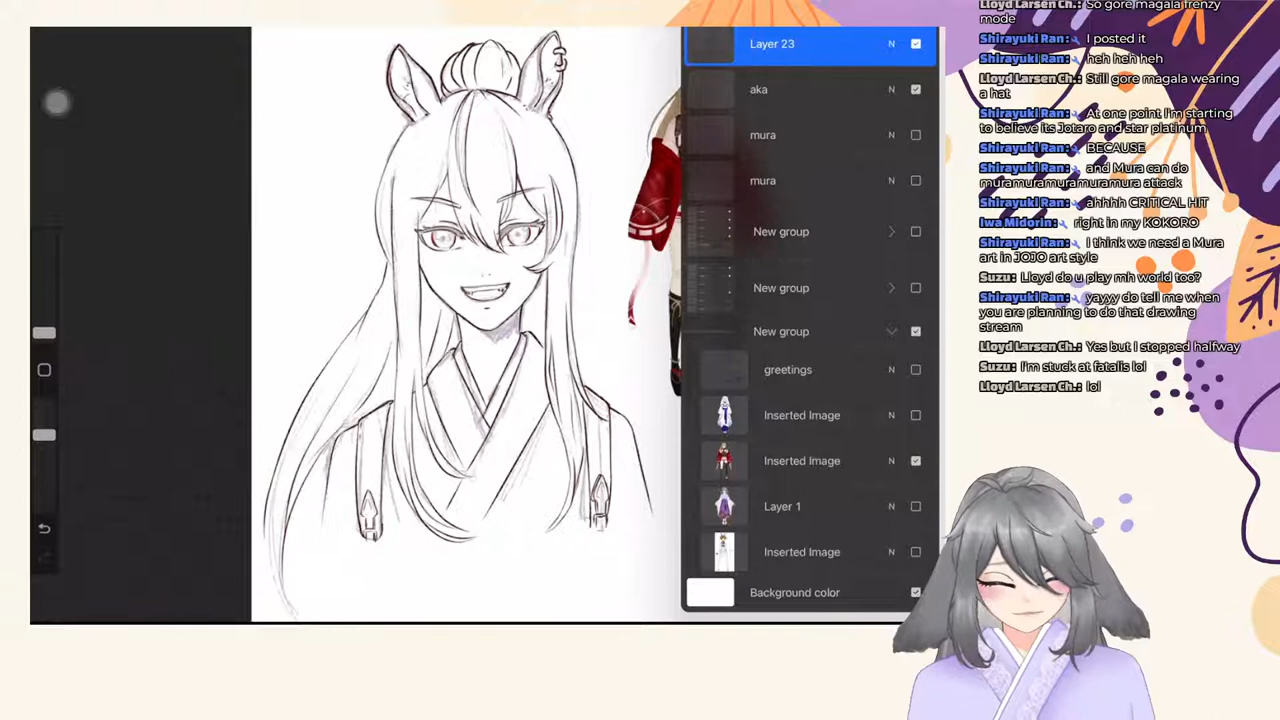 Layer 23 N
aka N
mura N
mura N
New group
New group
New group
greetings N
Inserted Image N
Inserted Image N
Layer 1 N
Inserted Image N
Background color
Lloyd Larsen Ch.: So gore magala frenzy
mode
Shirayuki Ran: I posted it
Shirayuki Ran: heh heh heh
Lloyd Larsen Ch.: Still gore magala wearing
a hat
Shirayuki Ran: At one point I'm starting
to believe its Jotaro and star platinum
Shirayuki Ran: BECAUSE
Shirayuki Ran: and Mura can do
muramuramuramuramura attack
Shirayuki Ran: ahhhh CRITICAL HIT
Iwa Midorin: right in my KOKORO
Shirayuki Ran: I think we need a Mura
art in JOJO art style
Suzu: Lloyd do u play mh world too?
Shirayuki Ran: yayyy do tell me when
you are planning to do that drawing
stream
Lloyd Larsen Ch.: Yes but I stopped halfway
Suzu: I'm stuck at fatalis lol
Lloyd Larsen Ch.: lol